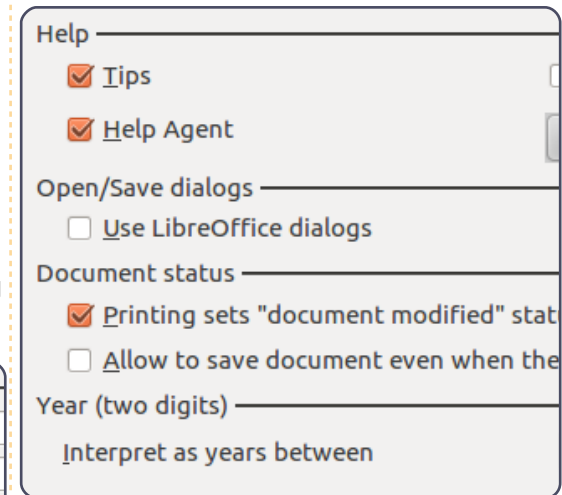 Help
Tips
Help Agent
Open/Save dialogs
Use LibreOffice dialogs
Document status
Printing sets "document modified"
Allow to save document even when the
Year (two digits)
Interpret as years between